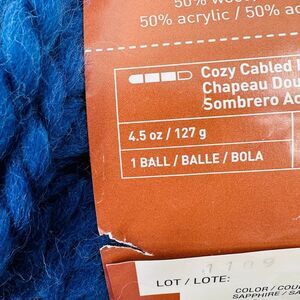 50% acrylic / 50% ac
Cozy Cabled
Chapeau Dou
Sombrero Ac
4.5 oz / 127 g
1 BALL / BALLE / BOLA
LOT / LOTE:
COLOR / COU
SAPPHIRE / SA